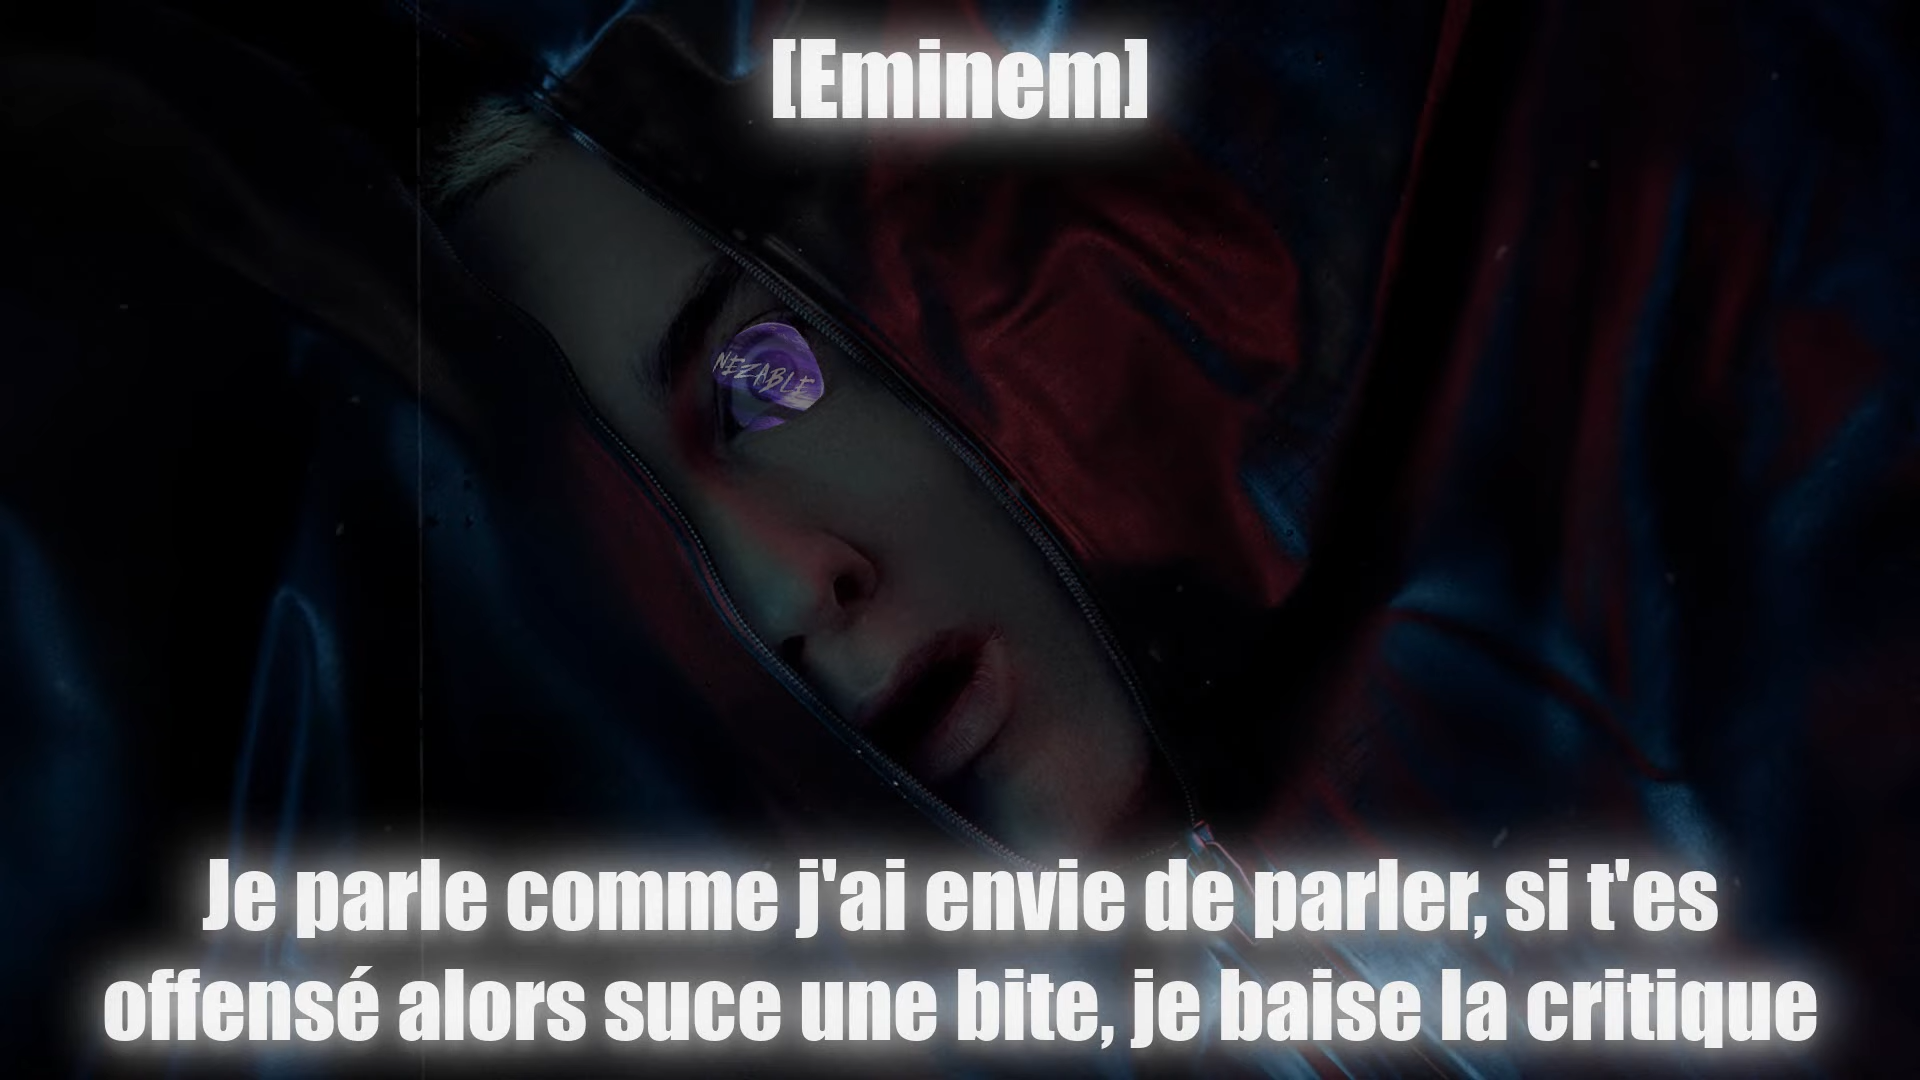 [Eminem]
NEZABLE
Je parle comme j'ai envie de parler, si t'es
offensé alors suce une bite, je baise la critique